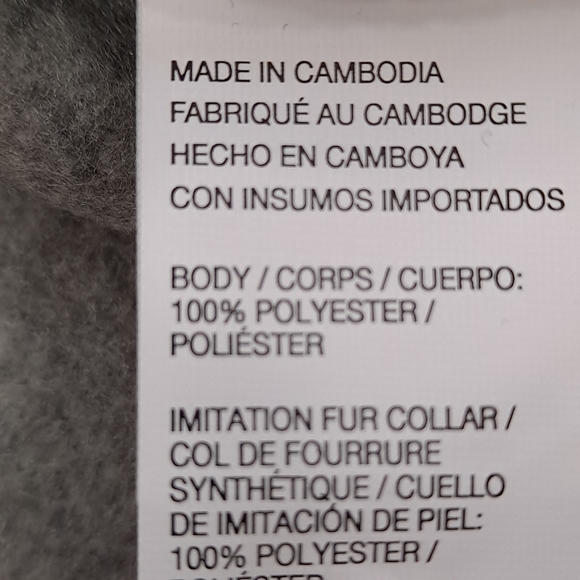 MADE IN CAMBODIA
FABRIQUÉ AU CAMBODGE
HECHO EN CAMBOYA
CON INSUMOS IMPORTADOS
BODY / CORPS / CUERPO:
100% POLYESTER /
POLIÉSTER
IMITATION FUR COLLAR /
COL DE FOURRURE
SYNTHÉTIQUE / CUELLO
DE IMITACIÓN DE PIEL:
100% POLYESTER /
POLIÉSTER